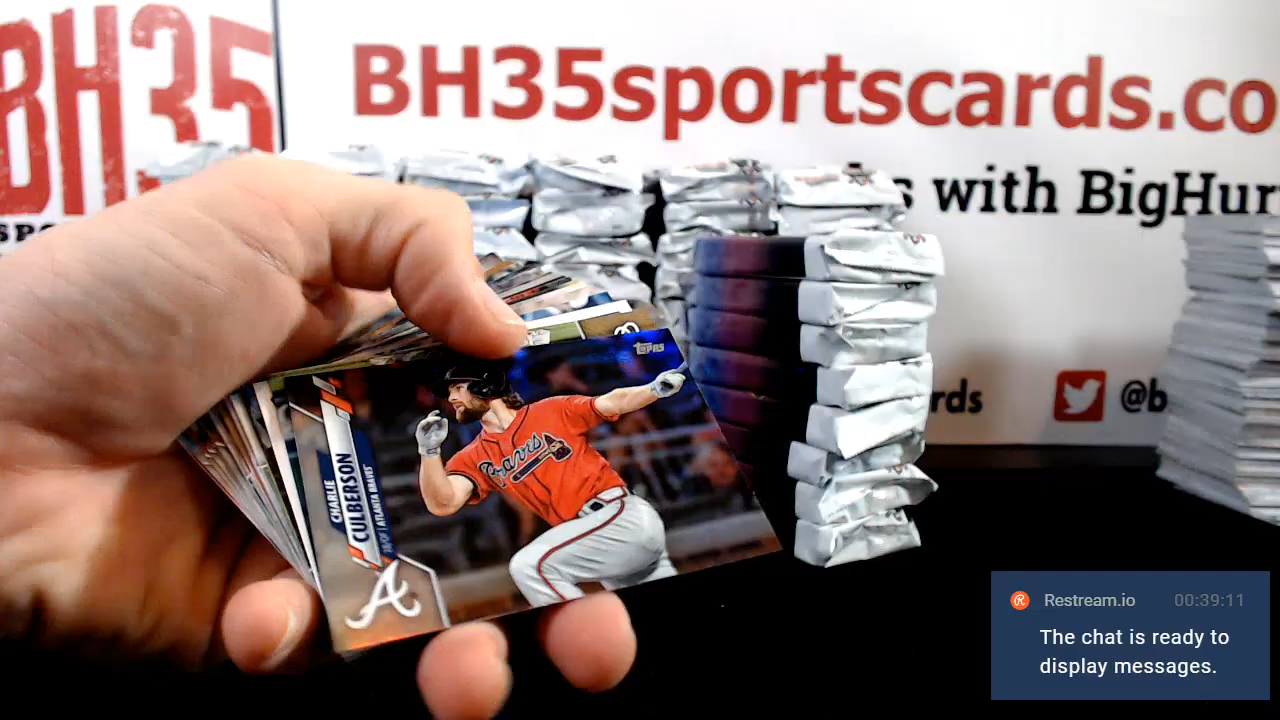 BH35
BH35sportscards.co
s with BigHur
SPO
rds
@b
TOPPS
CHARLIE
CULBERSON
2B/OF | ATLANTA BRAVES
Braves
A
Restream.io 00:39:11
The chat is ready to
display messages.